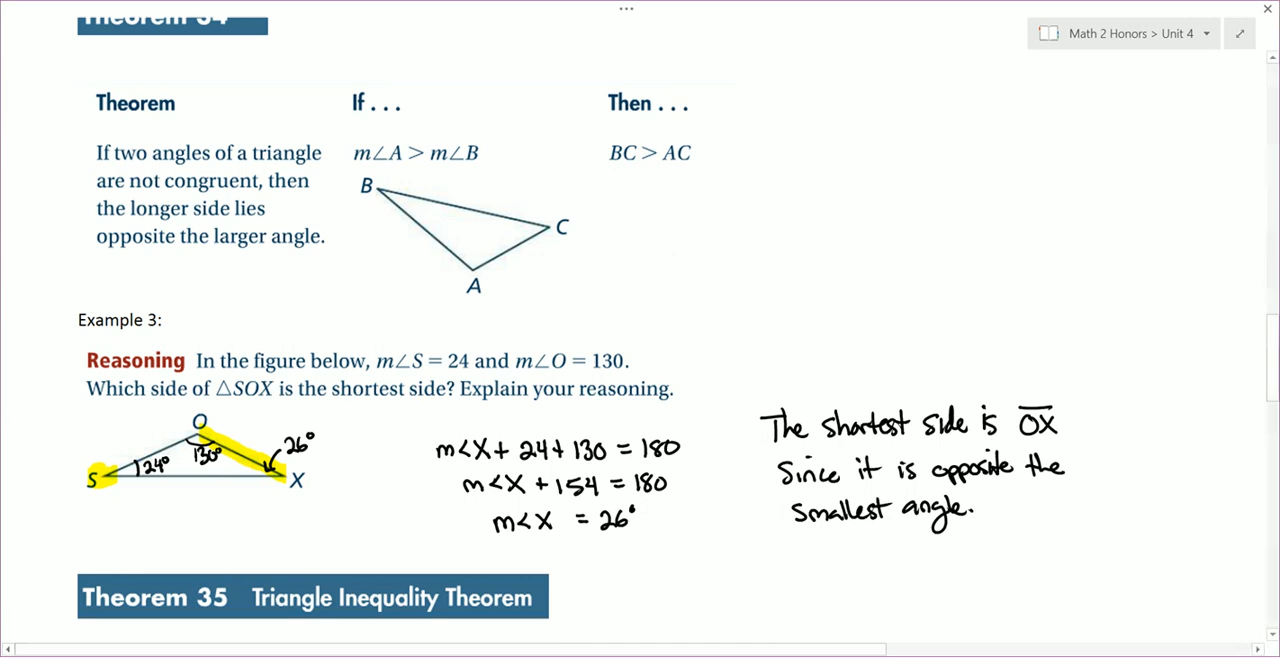 Theorem 34
Math 2 Honors > Unit 4
Theorem If . . . Then . . .
If two angles of a triangle
are not congruent, then
the longer side lies
opposite the larger angle.
m∠A > m∠B
BC > AC
B
C
A
Example 3:
Reasoning In the figure below, m∠S = 24 and m∠O = 130.
Which side of △SOX is the shortest side? Explain your reasoning.
O
26°
24° 130°
S X
m<X + 24 + 130 = 180
m<X + 154 = 180
m<X = 26°
The shortest side is O̅X̅
Since it is opposite the
smallest angle.
Theorem 35 Triangle Inequality Theorem